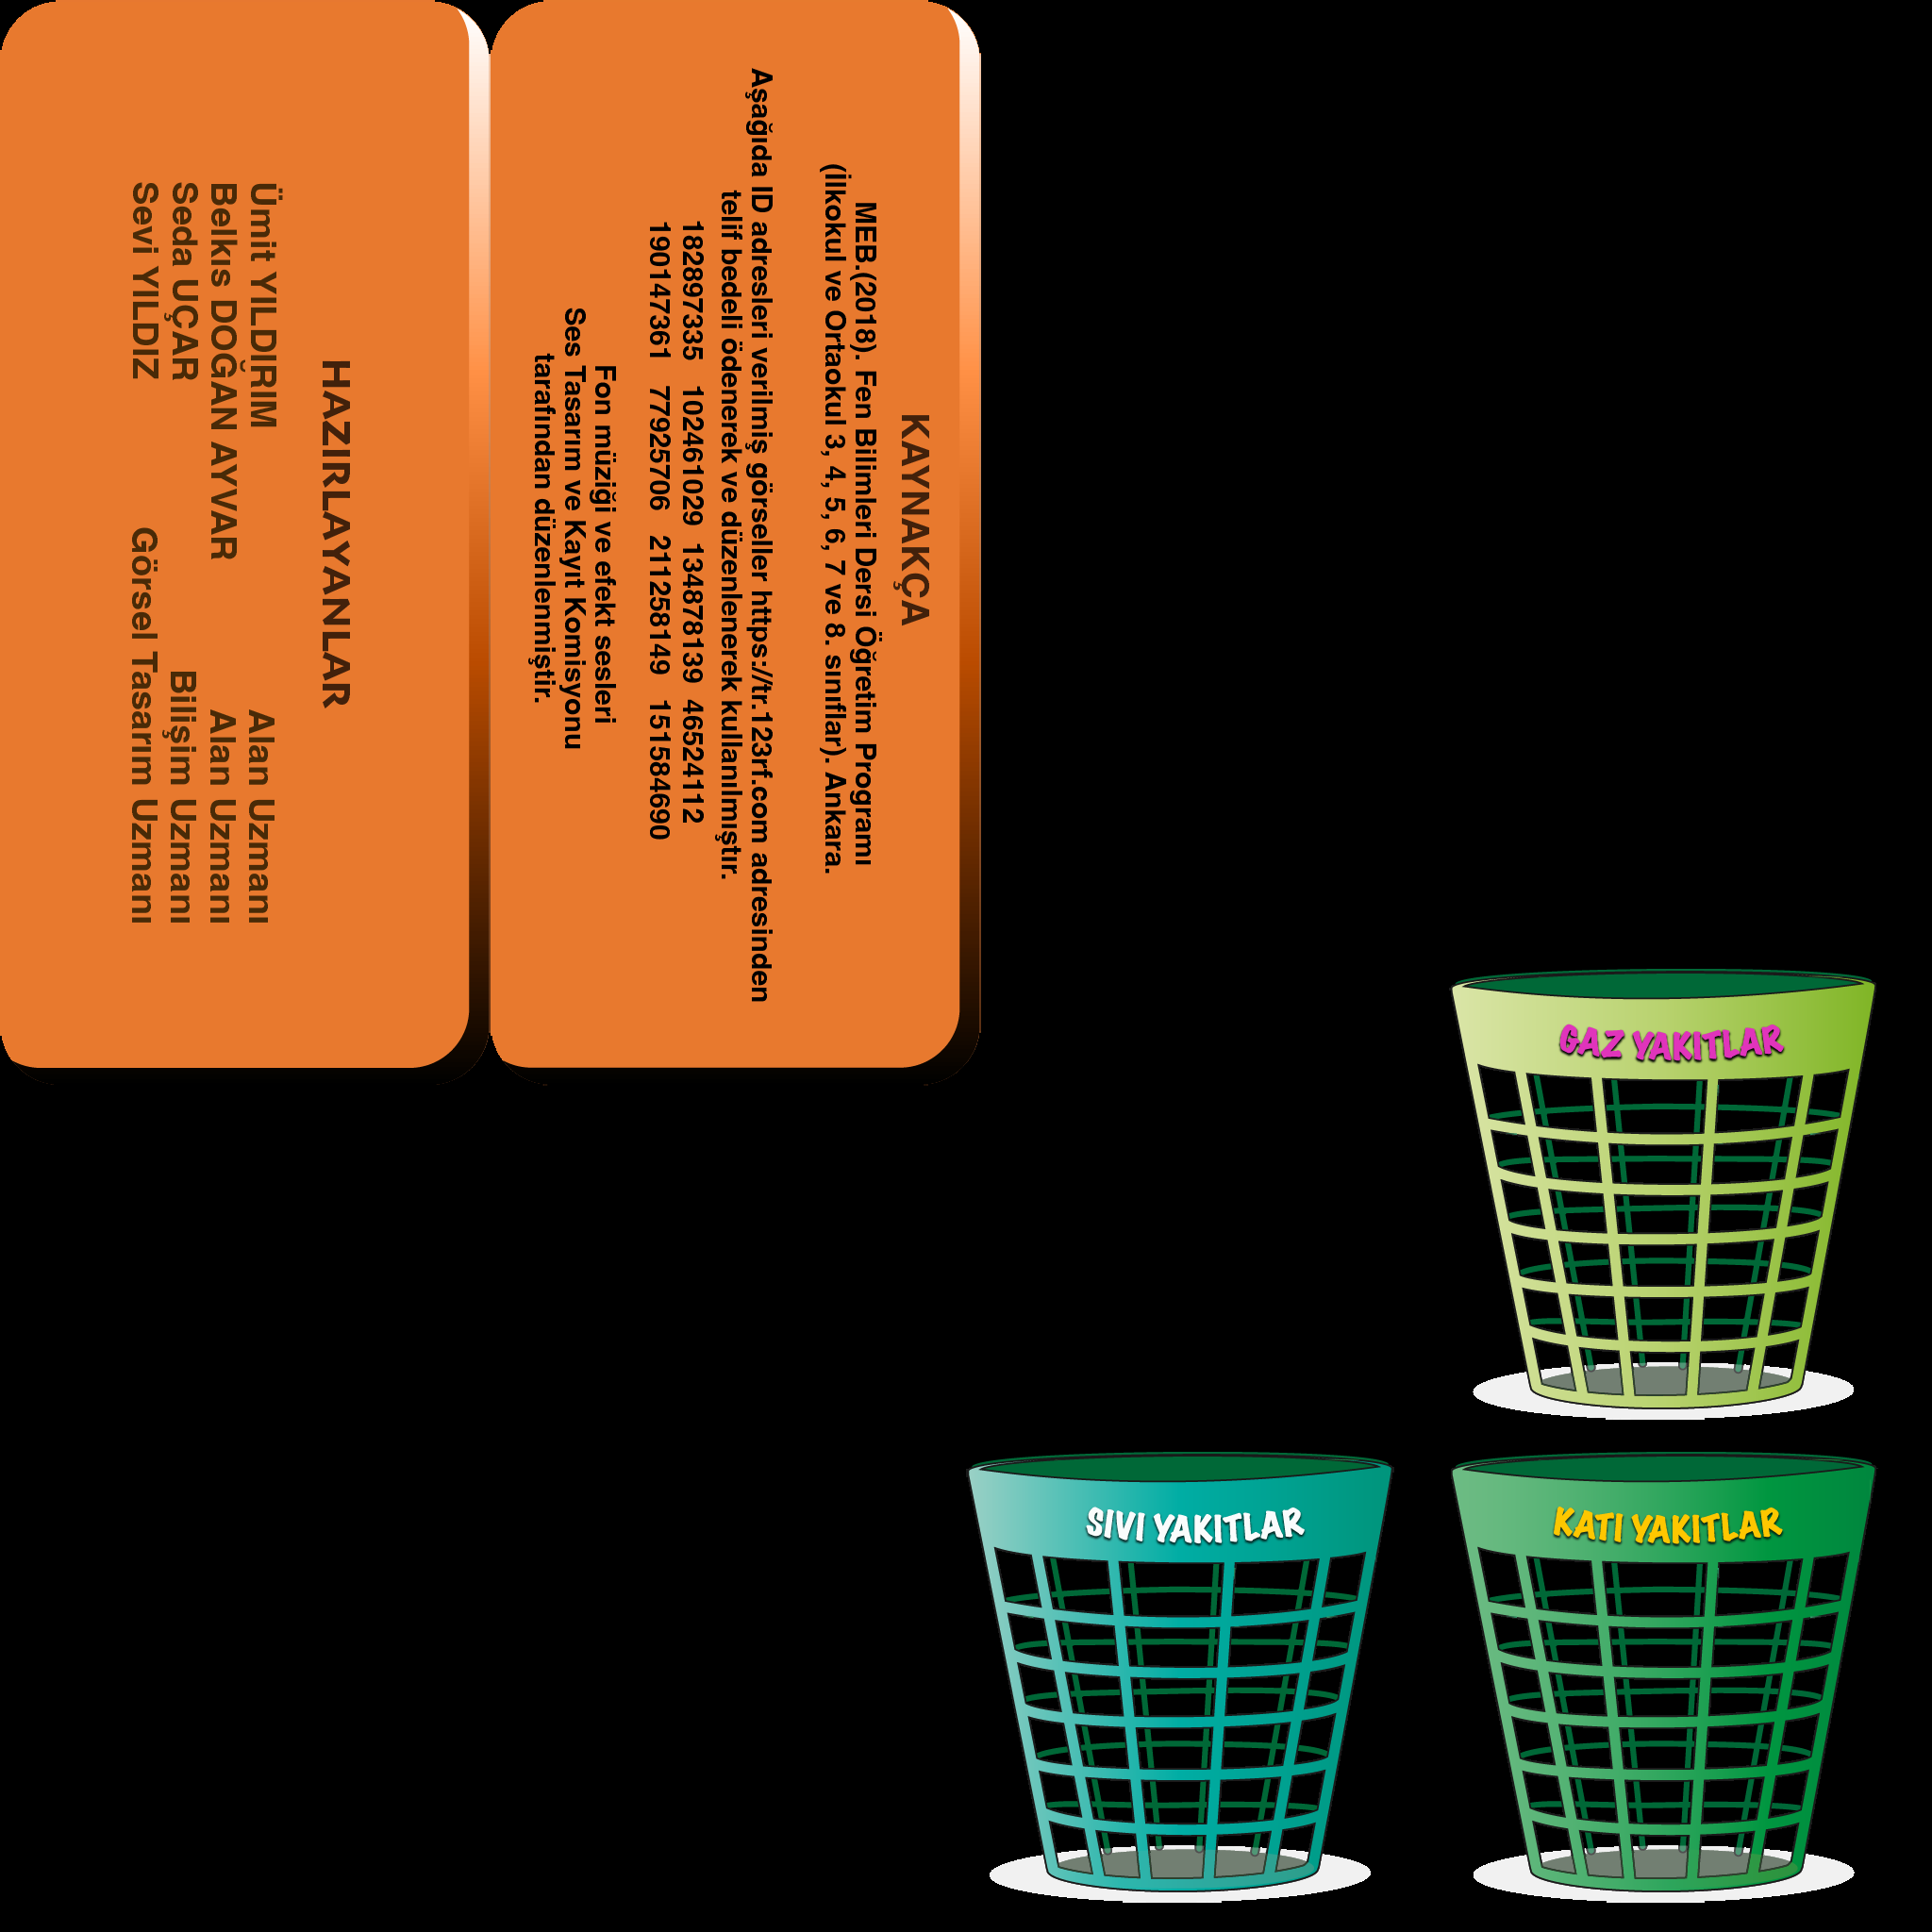 HAZIRLAYANLAR
Ümit YILDIRIM Alan Uzmanı
Belkıs DOĞAN AYVAR Alan Uzmanı
Seda UÇAR Bilişim Uzmanı
Sevi YILDIZ Görsel Tasarım Uzmanı
KAYNAKÇA
MEB.(2018). Fen Bilimleri Dersi Öğretim Programı
(İlkokul ve Ortaokul 3, 4, 5, 6, 7 ve 8. sınıflar). Ankara.
Aşağıda ID adresleri verilmiş görseller https://tr.123rf.com adresinden
telif bedeli ödenerek ve düzenlenerek kullanılmıştır.
182897335 102461029 134878139 46524112
190147361 77925706 211258149 151584690
Fon müziği ve efekt sesleri
Ses Tasarım ve Kayıt Komisyonu
tarafından düzenlenmiştir.
GAZ YAKITLAR
SIVI YAKITLAR
KATI YAKITLAR